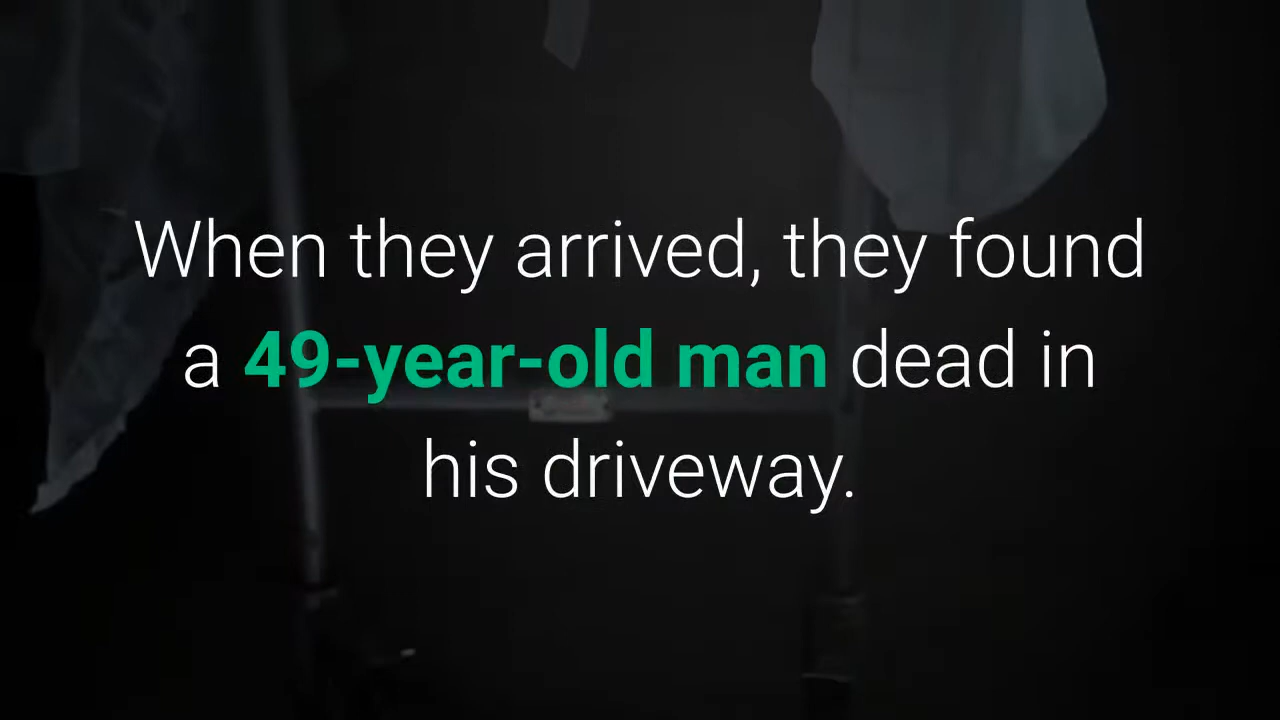 When they arrived, they found
a 49-year-old man dead in
his driveway.